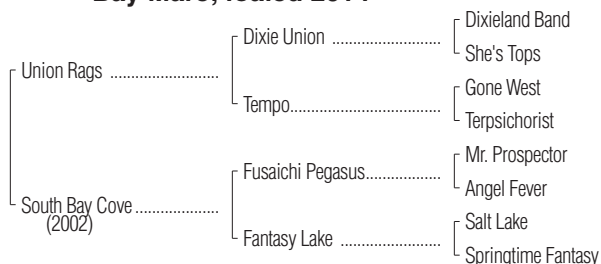 Bay Mare; foaled 2014
Dixieland Band
Dixie Union ........................
She's Tops
Union Rags ........................
Gone West
Tempo..................................
Terpsichorist
Mr. Prospector
Fusaichi Pegasus.................
Angel Fever
South Bay Cove ..................
(2002)
Salt Lake
Fantasy Lake ......................
Springtime Fantasy